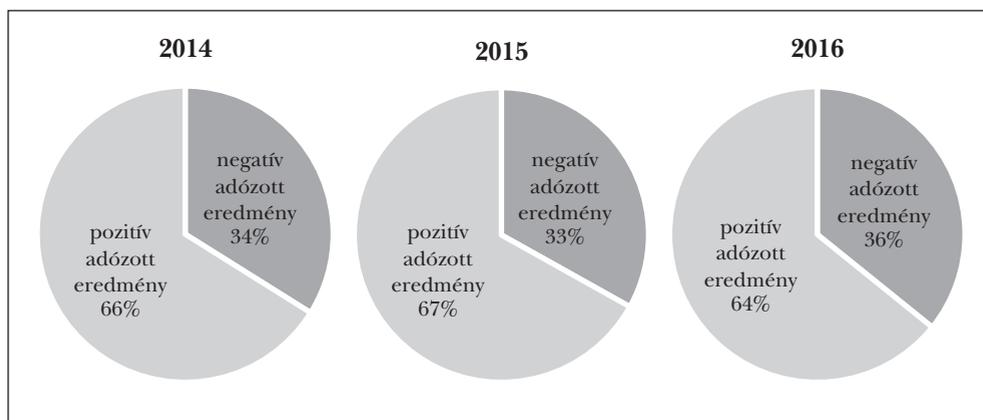 2014
negatív
adózott
eredmény
34%
pozitív
adózott
eredmény
66%
2015
negatív
adózott
eredmény
33%
pozitív
adózott
eredmény
67%
2016
negatív
adózott
eredmény
36%
pozitív
adózott
eredmény
64%